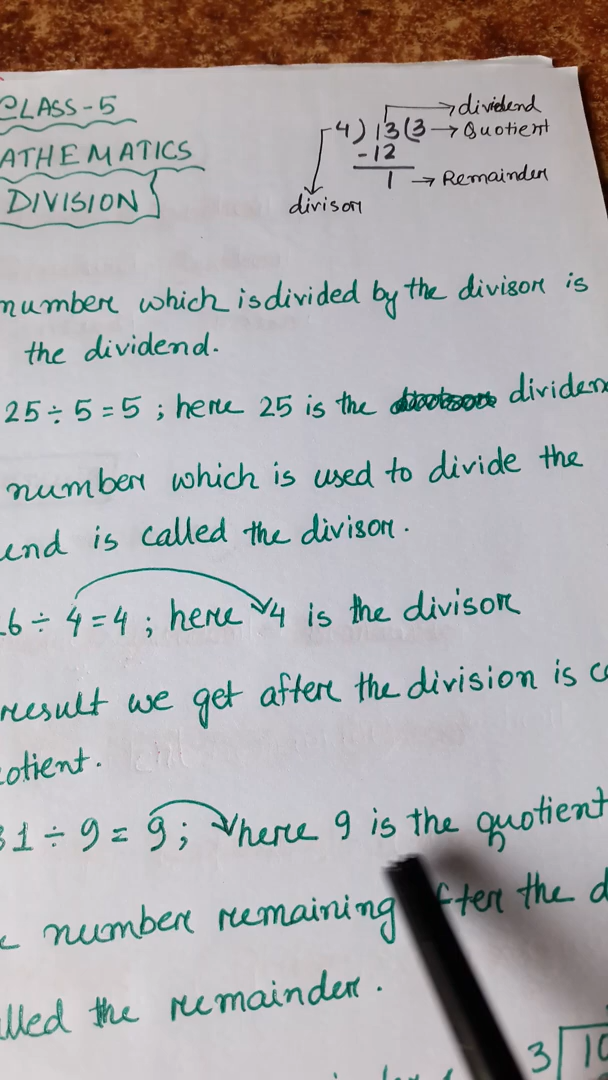 CLASS-5
ATHEMATICS
DIVISION
dividend
4) 13 (3 → Quotient
-12
1 → Remainder
divisor
number which is divided by the divisor is
the dividend.
25 ÷ 5 = 5 ; here 25 is the dividen
number which is used to divide the
end is called the divisor.
6 ÷ 4 = 4 ; here 4 is the divisor
result we get after the division is c
otient.
1 ÷ 9 = 9 ; here 9 is the quotient
number remaining after the d
lled the remainder.
3 10